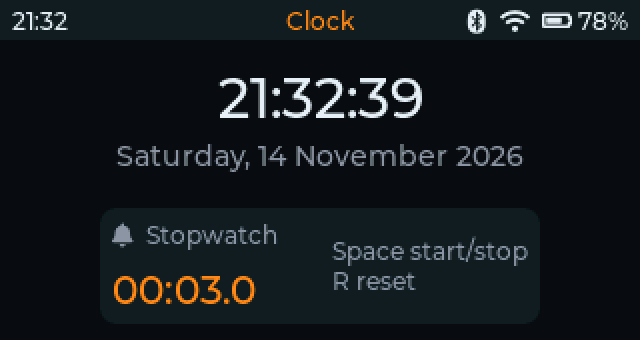 21:32 Clock 78%
21:32:39
Saturday, 14 November 2026
Stopwatch
00:03.0
Space start/stop
R reset